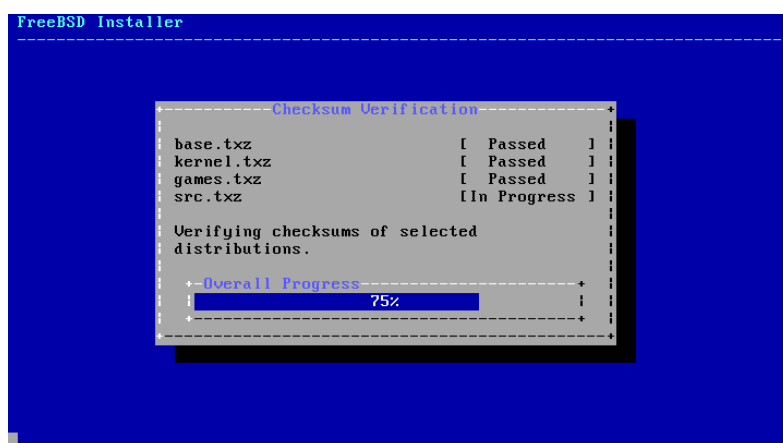 FreeBSD Installer
Checksum Verification
base.txz [ Passed ]
kernel.txz [ Passed ]
games.txz [ Passed ]
src.txz [In Progress ]
Verifying checksums of selected
distributions.
Overall Progress
75%